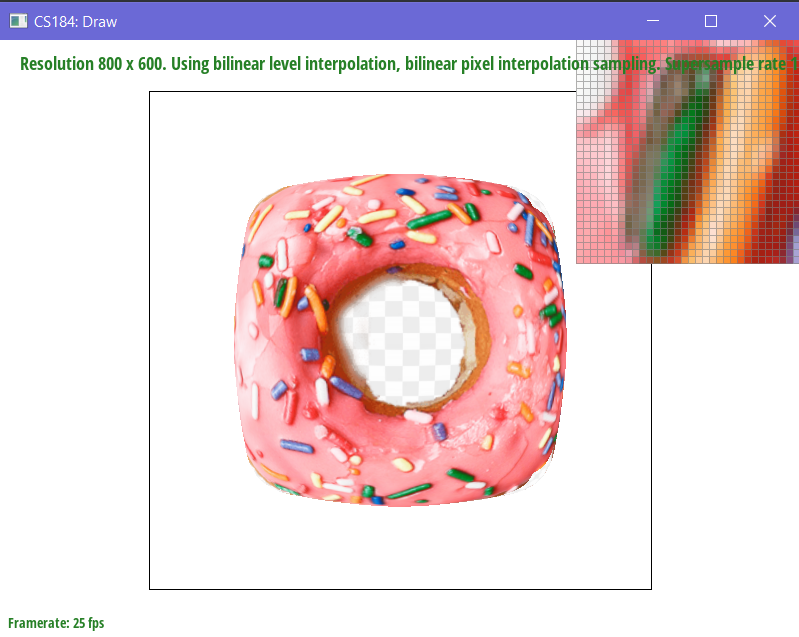 CS184: Draw
Resolution 800 x 600. Using bilinear level interpolation, bilinear pixel interpolation sampling. Supersample rate 1
Framerate: 25 fps